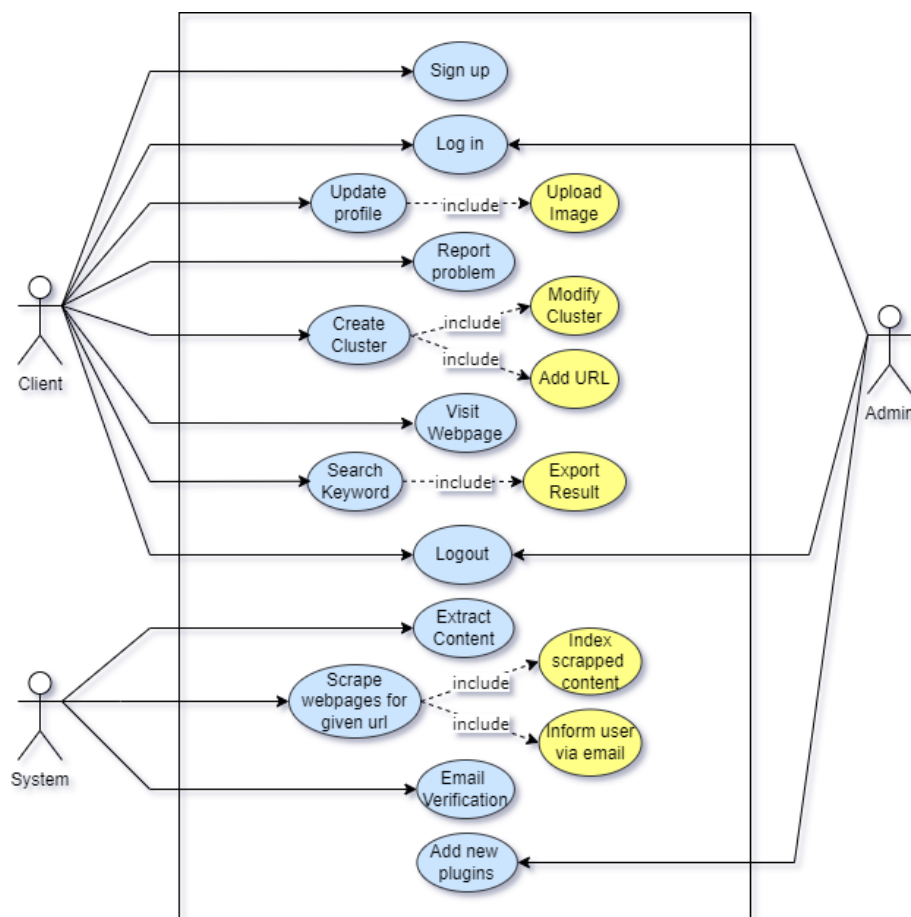 Sign up
Log in
Update
profile
include
Upload
Image
Report
problem
Client
Create
Cluster
include
include
Modify
Cluster
Add URL
Admin
Visit
Webpage
Search
Keyword
include
Export
Result
Logout
Extract
Content
System
Scrape
webpages for
given url
include
include
Index
scrapped
content
Inform user
via email
Email
Verification
Add new
plugins